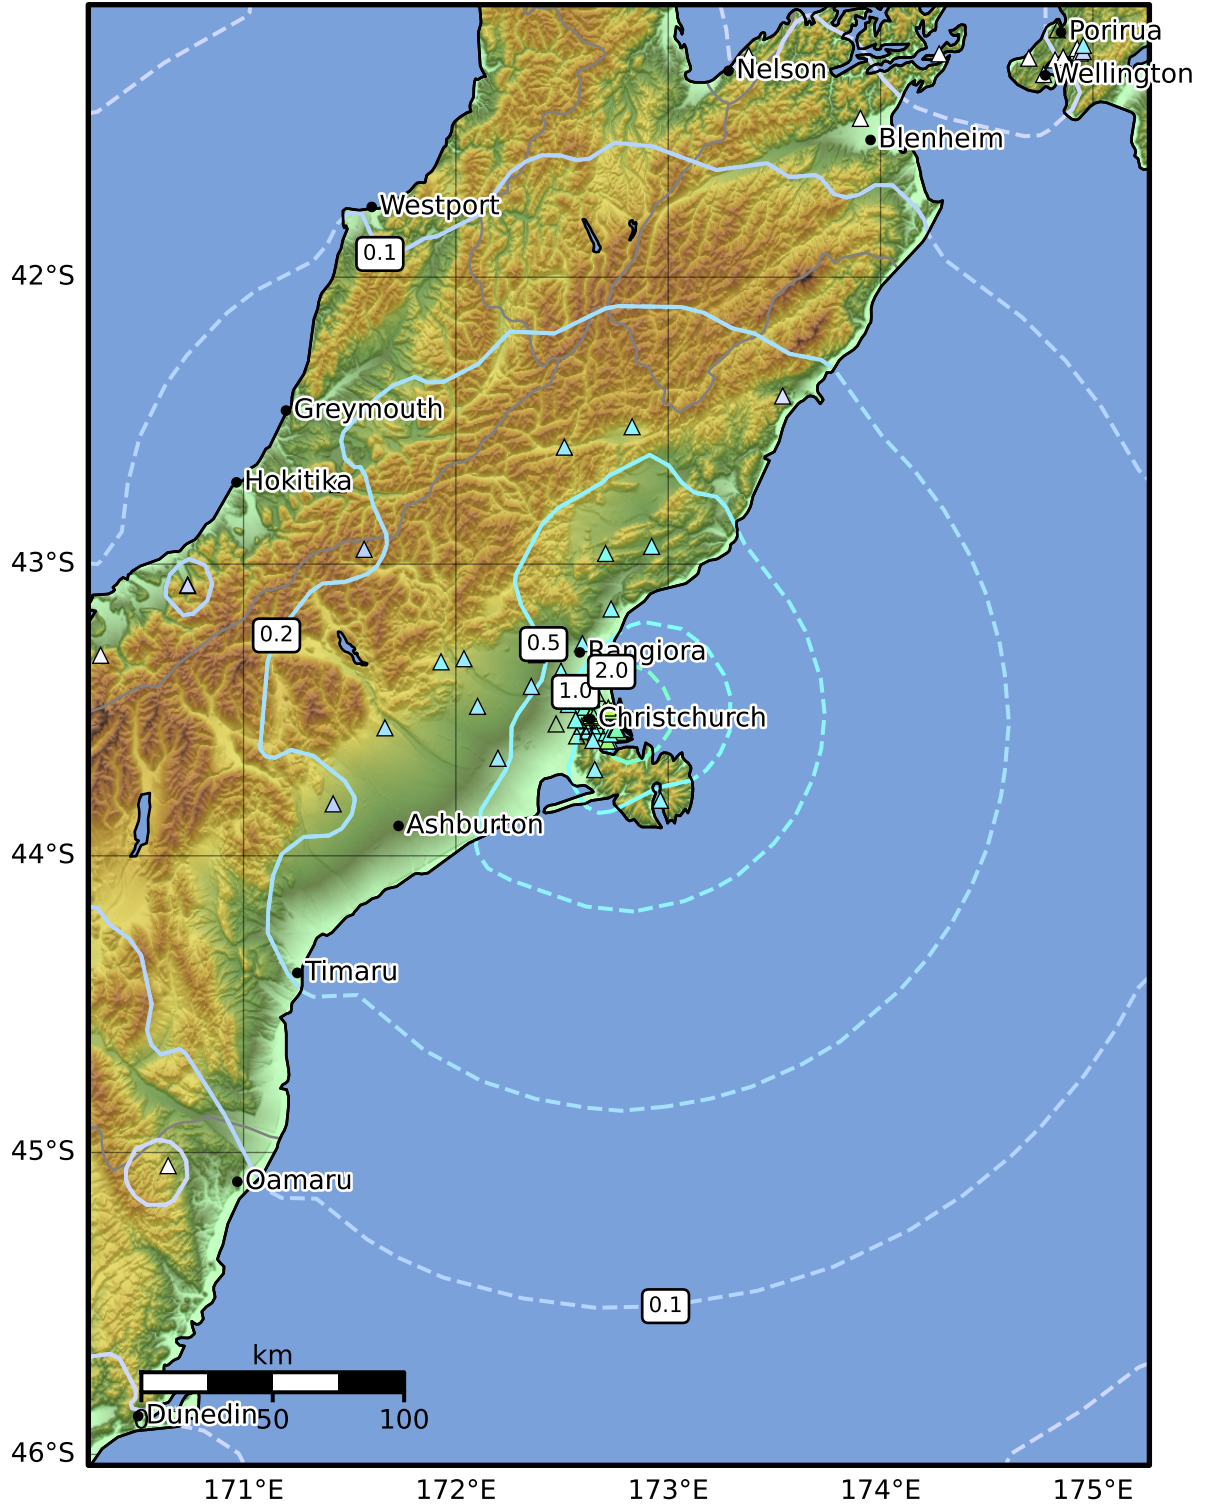 Porirua
Nelson
Wellington
Blenheim
Westport
0.1
42°S
Greymouth
Hokitika
43°S
0.2
0.5
Rangiora
2.0
1.0
Christchurch
Ashburton
44°S
Timaru
45°S
Oamaru
0.1
km
Dunedin
0
50
100
46°S
171°E
172°E
173°E
174°E
175°E